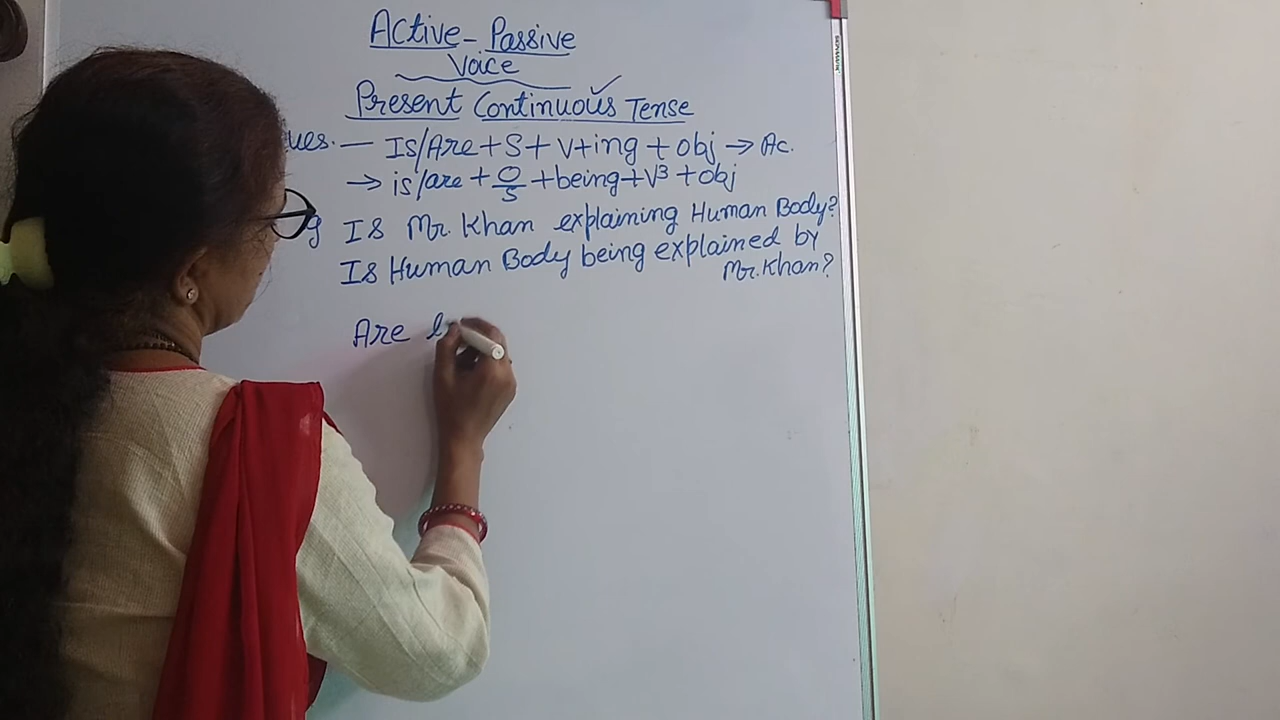 Active - Passive
Voice
Present Continuous Tense
ues. — Is/Are + S + V + ing + obj → Ac.
→ is/are + O/S + being + V³ + obj
g Is Mr. Khan explaining Human Body?
Is Human Body being explained by
Mr. Khan?
Are